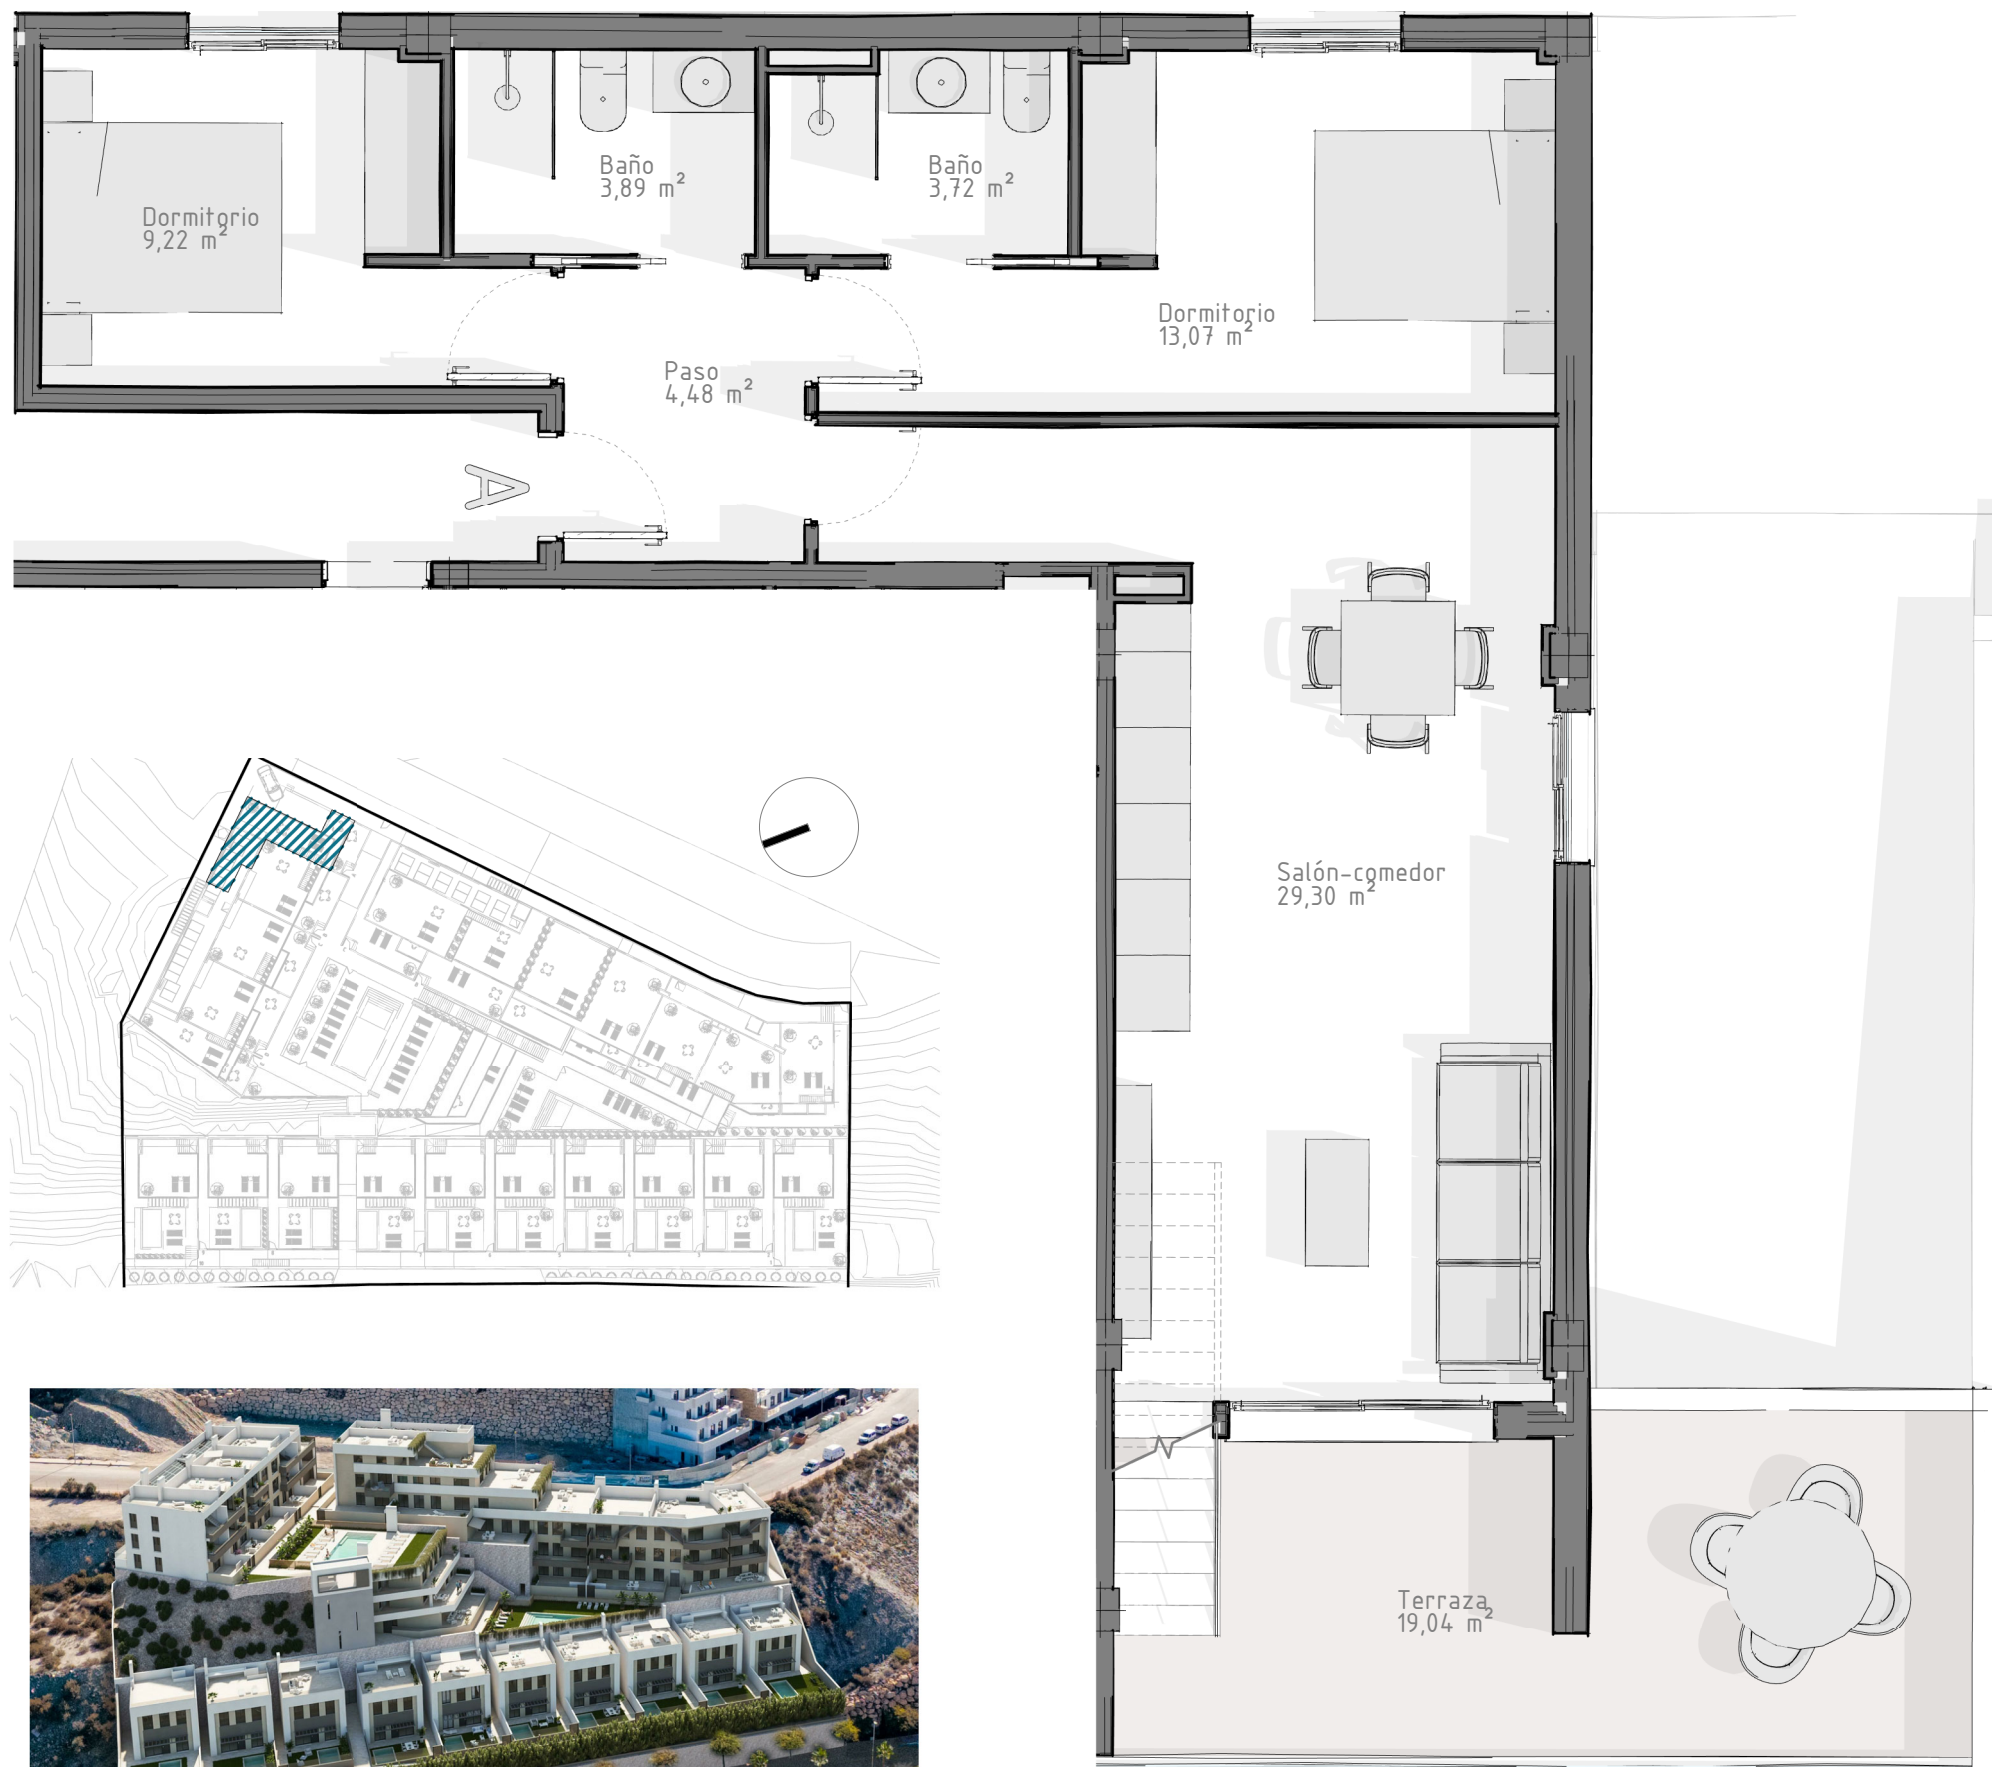 Baño
3,89 m²
Baño
3,72 m²
Dormitorio
9,22 m²
Dormitorio
13,07 m²
Paso
4,48 m²
A
Salón-comedor
29,30 m²
Terraza
19,04 m²